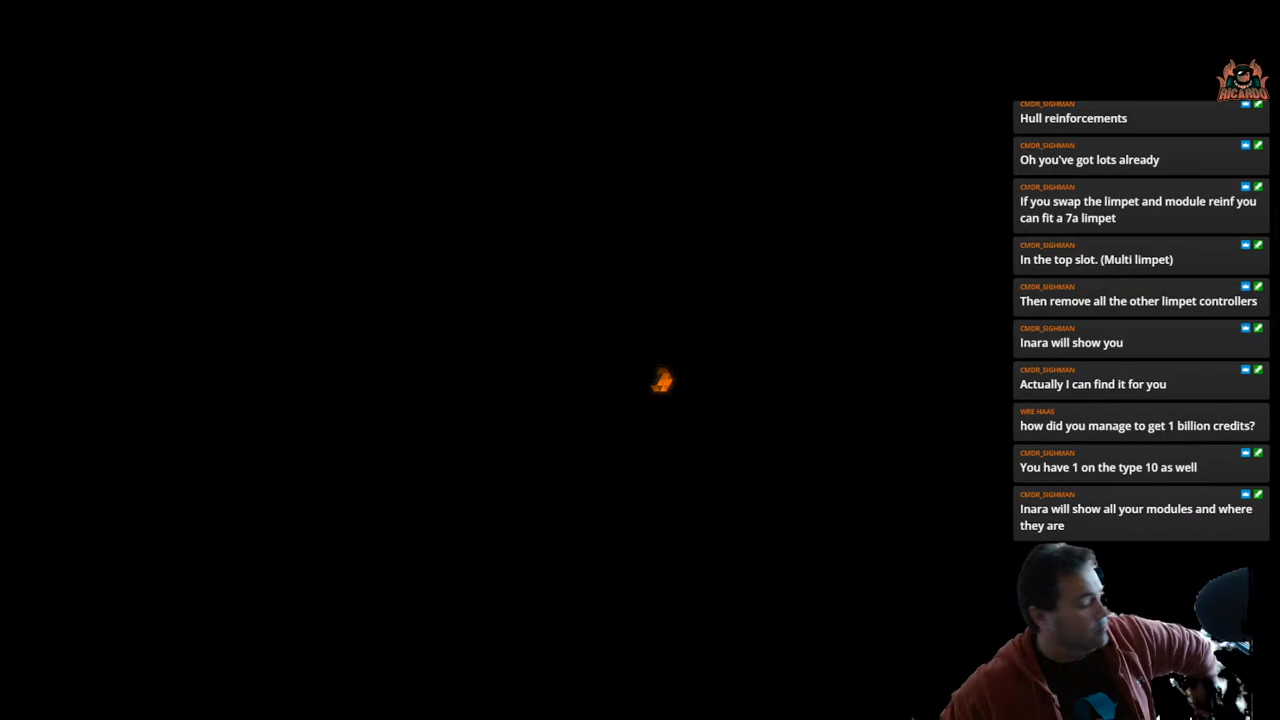 RICARDO
CMDR_SIGHMAN
Hull reinforcements
CMDR_SIGHMAN
Oh you've got lots already
CMDR_SIGHMAN
If you swap the limpet and module reinf you
can fit a 7a limpet
CMDR_SIGHMAN
In the top slot. (Multi limpet)
CMDR_SIGHMAN
Then remove all the other limpet controllers
CMDR_SIGHMAN
Inara will show you
CMDR_SIGHMAN
Actually I can find it for you
WRE HAAS
how did you manage to get 1 billion credits?
CMDR_SIGHMAN
You have 1 on the type 10 as well
CMDR_SIGHMAN
Inara will show all your modules and where
they are